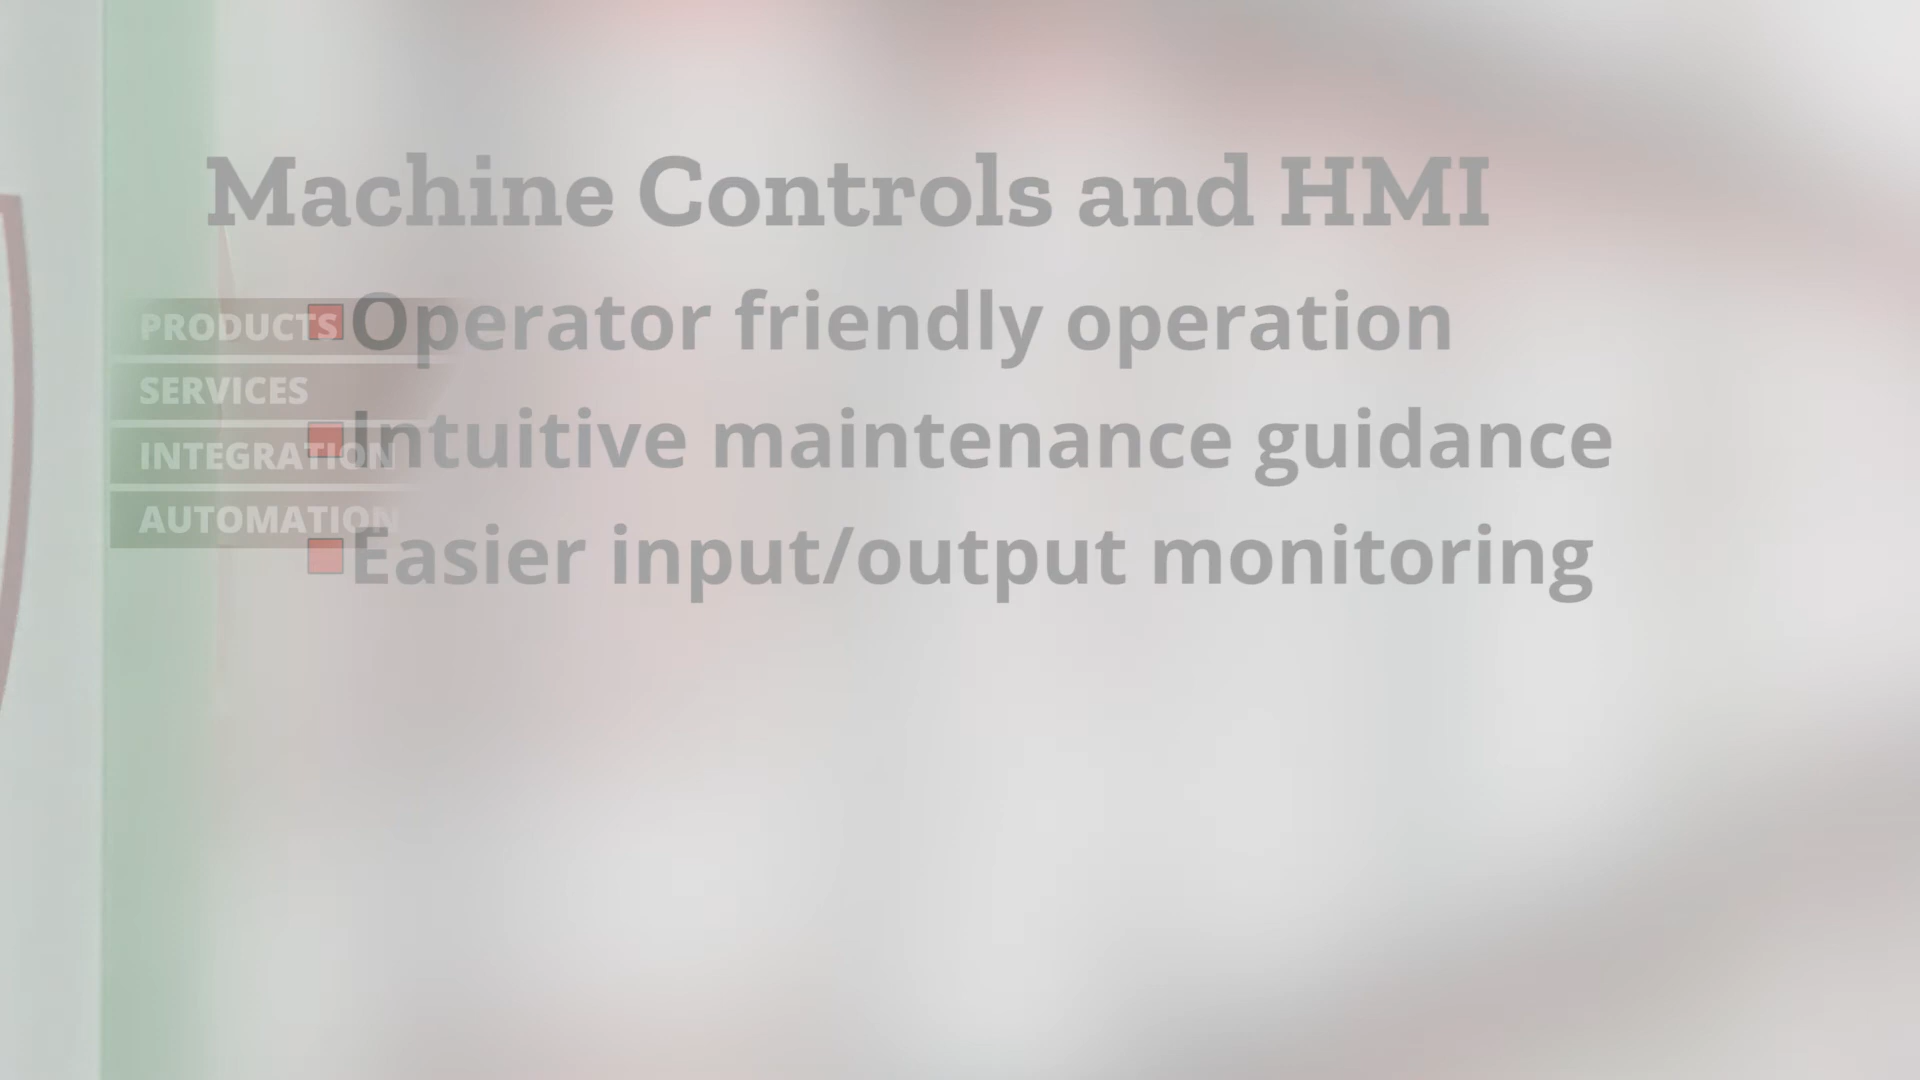 Machine Controls and HMI
Operator friendly operation
Intuitive maintenance guidance
Easier input/output monitoring
PRODUCTS
SERVICES
INTEGRATION
AUTOMATION